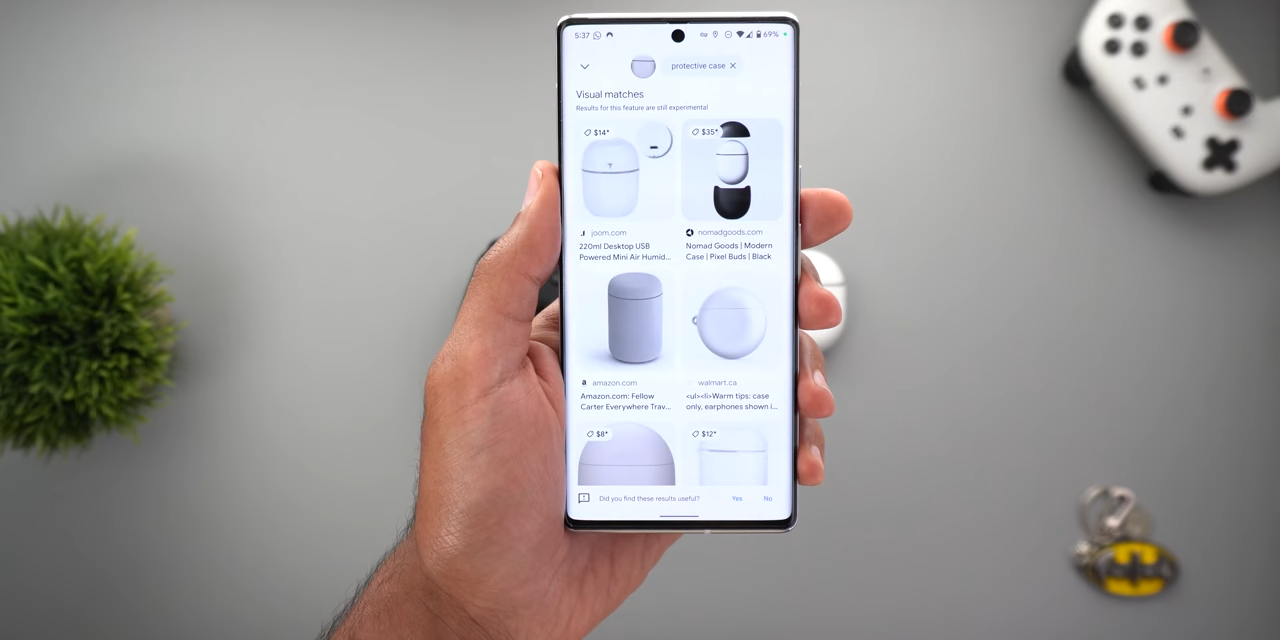 5:37
69%
protective case ✕
Visual matches
Results for this feature are still experimental
$14*
$35*
joom.com
220ml Desktop USB
Powered Mini Air Humid...
nomadgoods.com
Nomad Goods | Modern
Case | Pixel Buds | Black
amazon.com
Amazon.com: Fellow
Carter Everywhere Trav...
walmart.ca
<ul><li>Warm tips: case
only, earphones shown i...
$8*
$12*
Did you find these results useful?
Yes
No